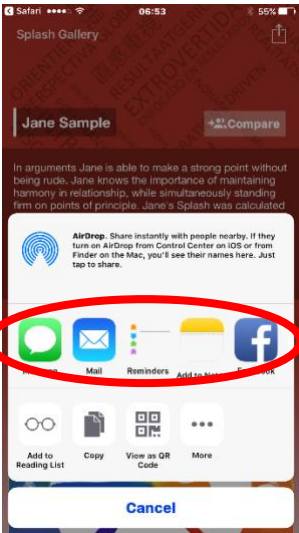 Safari 06:53 55%
Splash Gallery
Jane Sample
Compare
In arguments Jane is able to make a strong point without
being rude. Jane knows the importance of maintaining
harmony in relationship, while simultaneously standing
firm on points of principle. Jane's Splash was calculated
AirDrop. Share instantly with people nearby. If they
turn on AirDrop from Control Center on iOS or from
Finder on the Mac, you'll see their names here. Just
tap to share.
Mail Reminders Add to
Add to
Reading List
Copy
View as QR
Code
More
Cancel